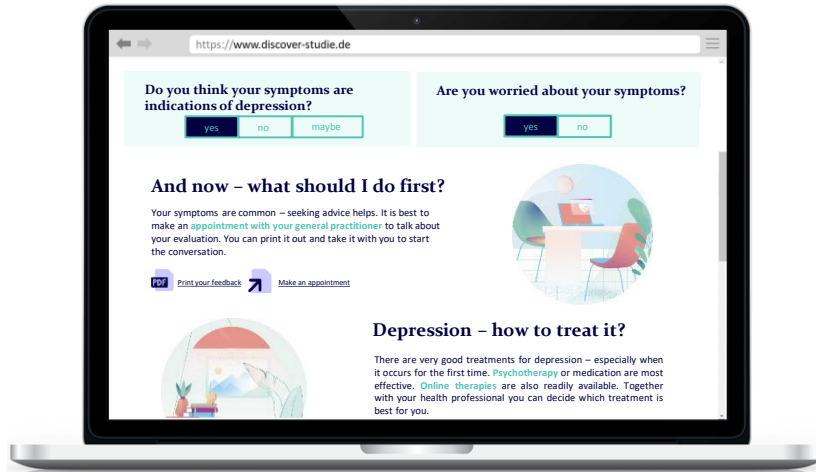 https://www.discover-studie.de
Do you think your symptoms are
indications of depression?
yes no maybe
Are you worried about your symptoms?
yes no
And now – what should I do first?
Your symptoms are common – seeking advice helps. It is best to
make an appointment with your general practitioner to talk about
your evaluation. You can print it out and take it with you to start
the conversation.
PDF Print your feedback Make an appointment
Depression – how to treat it?
There are very good treatments for depression – especially when
it occurs for the first time. Psychotherapy or medication are most
effective. Online therapies are also readily available. Together
with your health professional you can decide which treatment is
best for you.